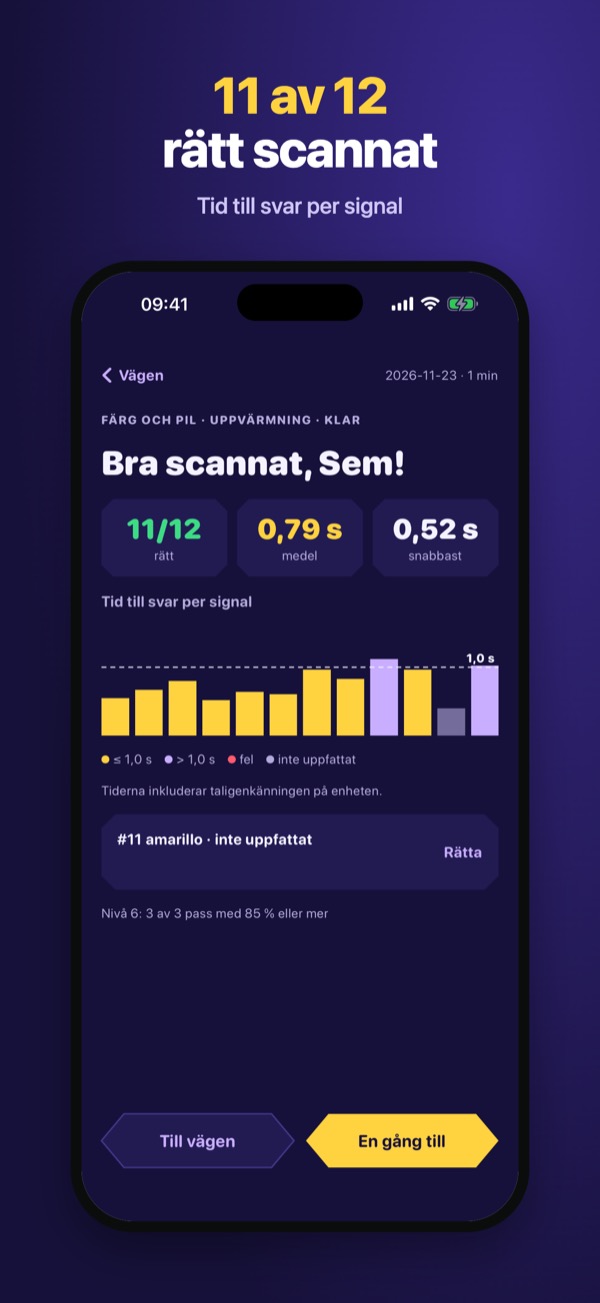 11 av 12
rätt scannat
Tid till svar per signal
09:41
Vägen
2026-11-23 · 1 min
FÄRG OCH PIL · UPPVÄRMNING · KLAR
Bra scannat, Sem!
11/12
rätt
0,79 s
medel
0,52 s
snabbast
Tid till svar per signal
1,0 s
≤ 1,0 s
> 1,0 s
fel
inte uppfattat
Tiderna inkluderar taligenkänningen på enheten.
#11 amarillo · inte uppfattat
Rätta
Nivå 6: 3 av 3 pass med 85 % eller mer
Till vägen
En gång till